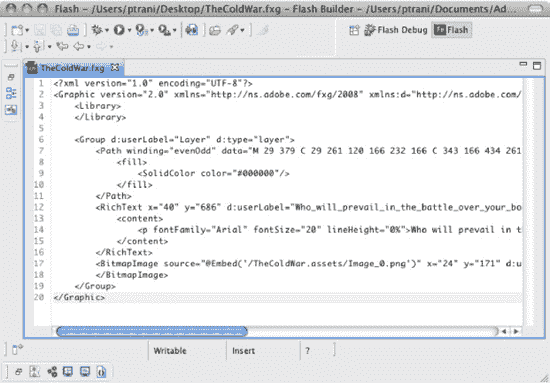 Flash – /Users/ptrani/Desktop/TheColdWar.fxg – Flash Builder – /Users/ptrani/Documents/Ad...
Flash Debug Flash
TheColdWar.fxg
1 <?xml version="1.0" encoding="UTF-8"?>
2 <Graphic version="2.0" xmlns="http://ns.adobe.com/fxg/2008" xmlns:d="http://ns.adobe.com/
3 <Library>
4 </Library>
5
6 <Group d:userLabel="Layer" d:type="layer">
7 <Path winding="evenOdd" data="M 29 379 C 29 261 120 166 232 166 C 343 166 434 261
8 <fill>
9 <SolidColor color="#000000"/>
10 </fill>
11 </Path>
12 <RichText x="40" y="686" d:userLabel="Who_will_prevail_in_the_battle_over_your_bo
13 <content>
14 <p fontFamily="Arial" fontSize="20" lineHeight="0%">Who will prevail in t
15 </content>
16 </RichText>
17 <BitmapImage source="@Embed('/TheColdWar.assets/Image_0.png')" x="24" y="171" d:u
18 </BitmapImage>
19 </Group>
20 </Graphic>
Writable Insert ?